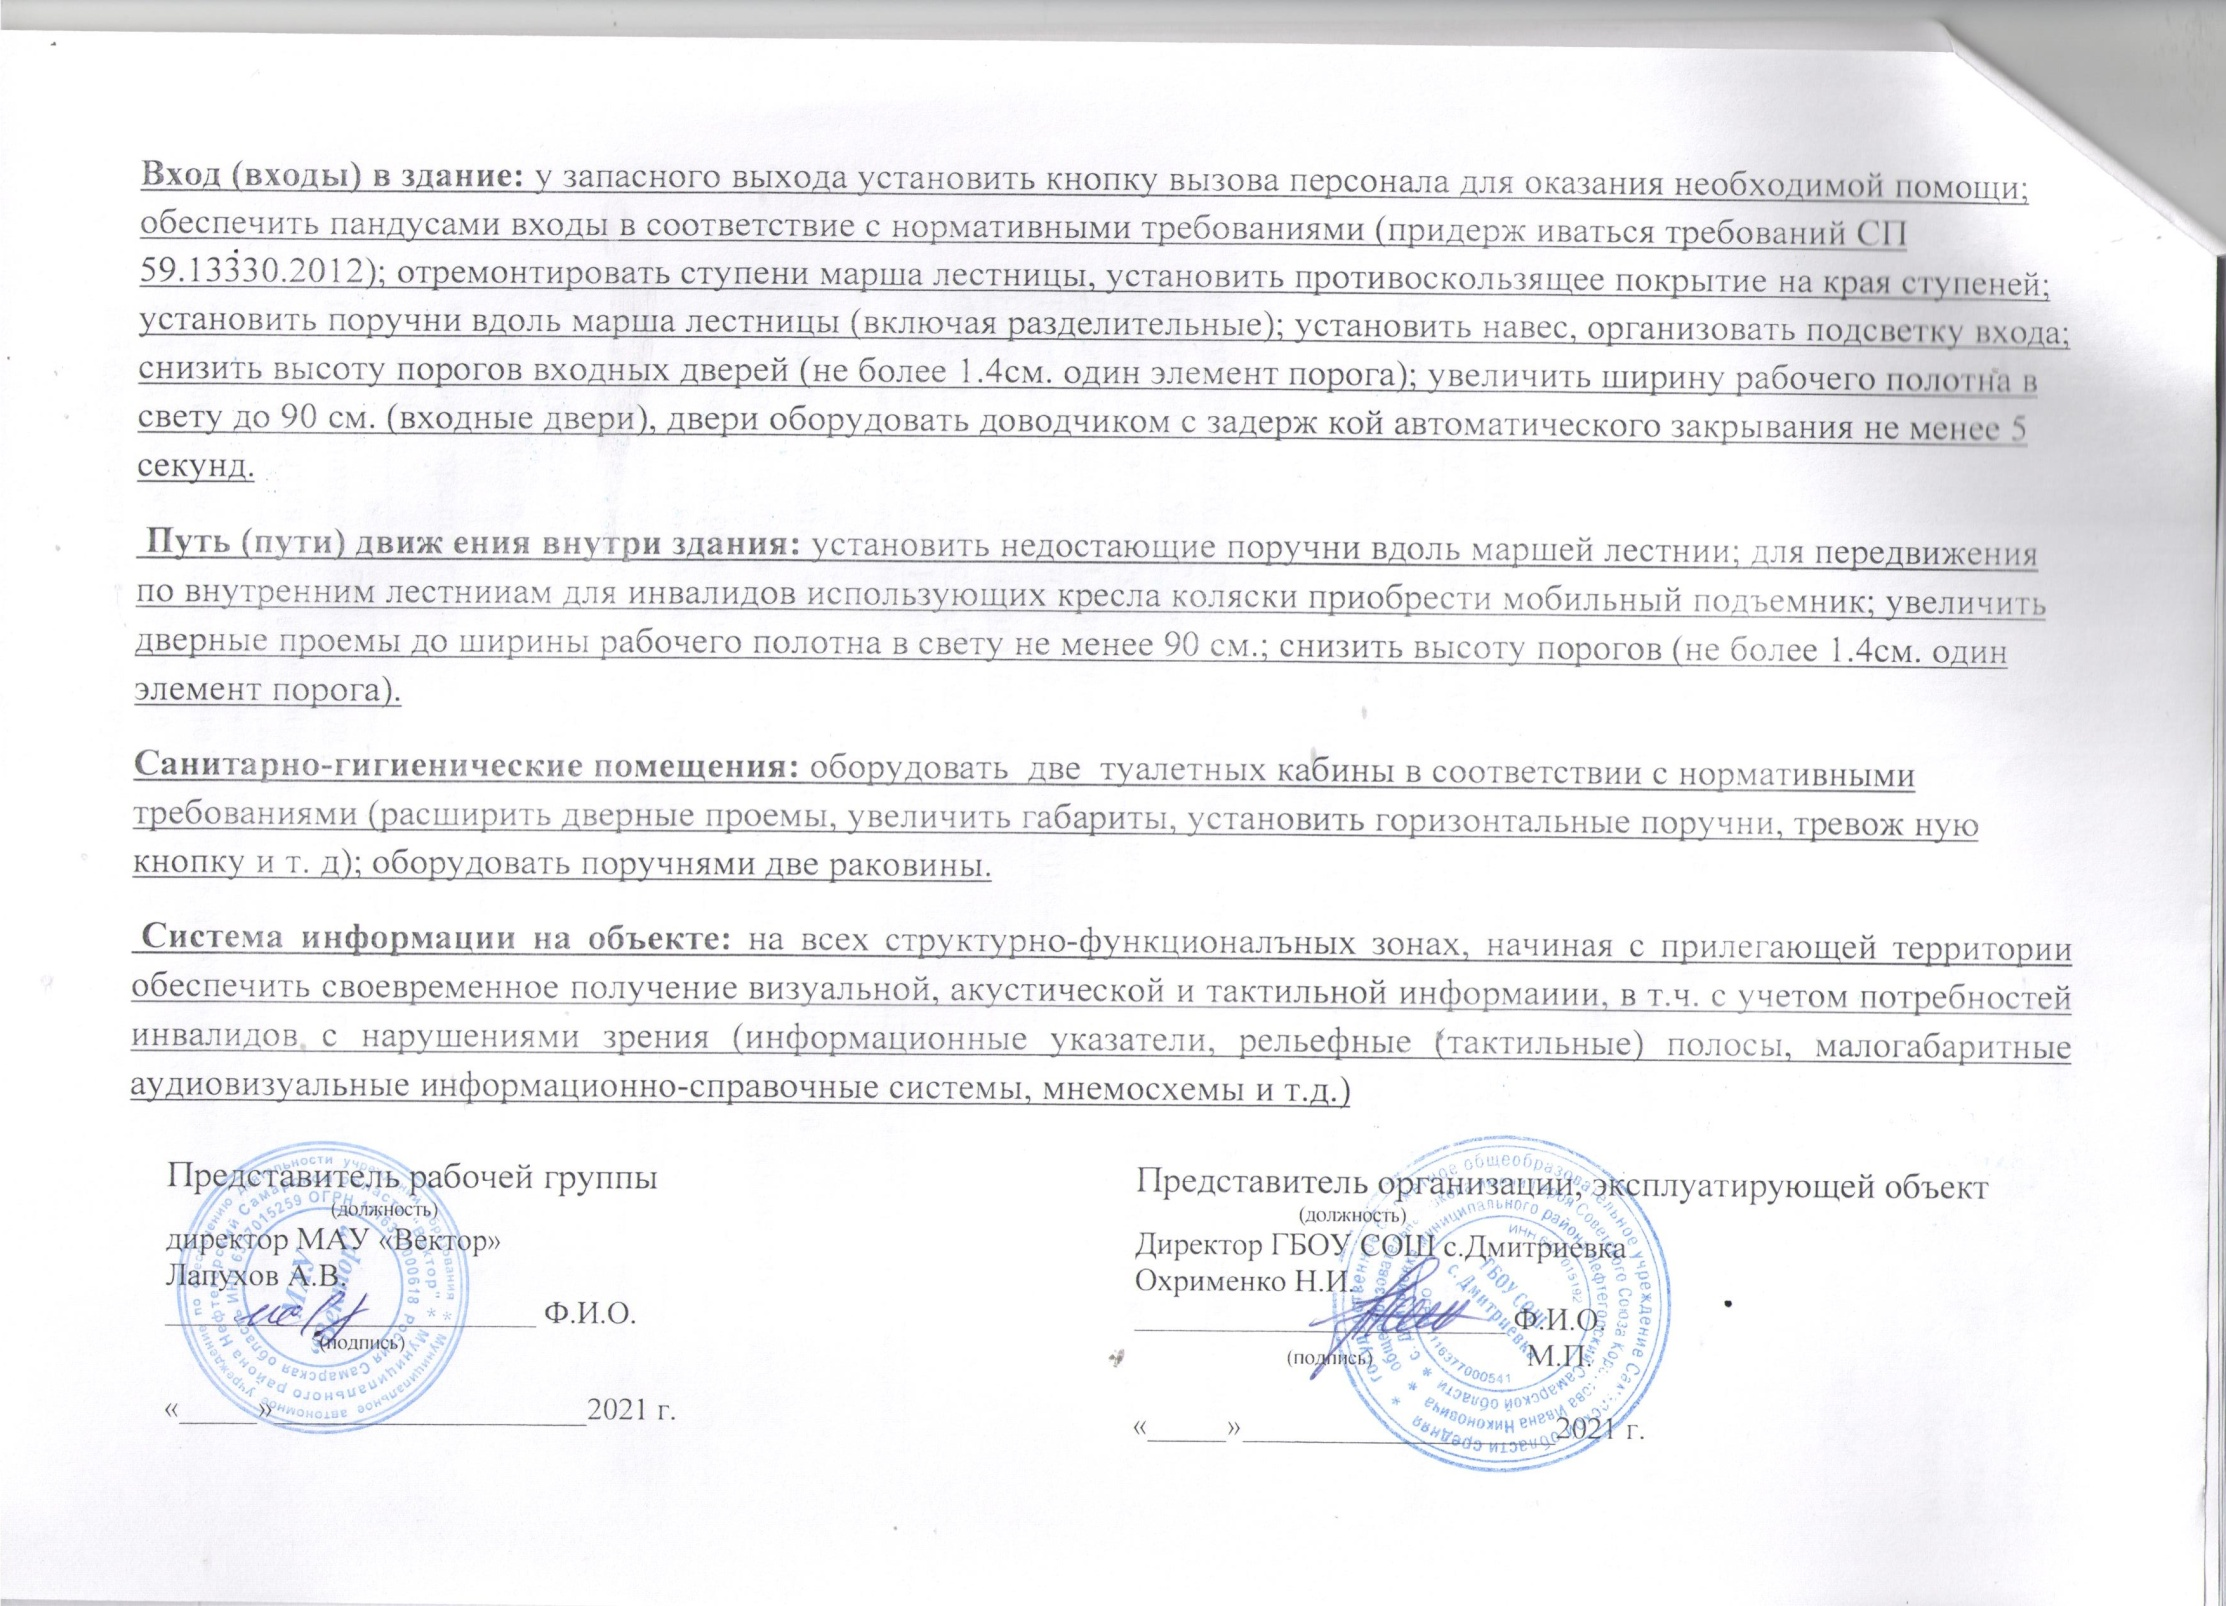 Вход (входы) в здание: у запасного выхода установить кнопку вызова персонала для оказания необходимой помощи;
обеспечить пандусами входы в соответствие с нормативными требованиями (придерж иваться требований СП
59.13330.2012); отремонтировать ступени марша лестницы, установить противоскользящее покрытие на края ступеней;
установить поручни вдоль марша лестницы (включая разделительные); установить навес, организовать подсветку входа;
снизить высоту порогов входных дверей (не более 1.4см. один элемент порога); увеличить ширину рабочего полотна в
свету до 90 см. (входные двери), двери оборудовать доводчиком с задерж кой автоматического закрывания не менее 5
секунд.
Путь (пути) движ ения внутри здания: установить недостающие поручни вдоль маршей лестнии; для передвижения
по внутренним лестнииам для инвалидов использующих кресла коляски приобрести мобильный подъемник; увеличить
дверные проемы до ширины рабочего полотна в свету не менее 90 см.; снизить высоту порогов (не более 1.4см. один
элемент порога).
Санитарно-гигиенические помещения: оборудовать две туалетных кабины в соответствии с нормативными
требованиями (расширить дверные проемы, увеличить габариты, установить горизонтальные поручни, тревож ную
кнопку и т. д); оборудовать поручнями две раковины.
Система информации на объекте: на всех структурно-функционалъных зонах, начиная с прилегающей территории
обеспечить своевременное получение визуальной, акустической и тактильной информаиии, в т.ч. с учетом потребностей
инвалидов с нарушениями зрения (информационные указатели, рельефные (тактильные) полосы, малогабаритные
аудиовизуальные информационно-справочные системы, мнемосхемы и т.д.)
Представитель рабочей группы
(должность)
директор МАУ «Вектор»
Лапухов А.В.
Ф.И.О.
(подпись)
«_____»____________________2021 г.
МАУ
"Вектор"
Представитель организации, эксплуатирующей объект
(должность)
Директор ГБОУ СОШ с.Дмитриевка
Охрименко Н.И.
Ф.И.О.
(подпись) М.П.
«_____»____________________2021 г.
ГБОУ СОШ
с. Дмитриевка